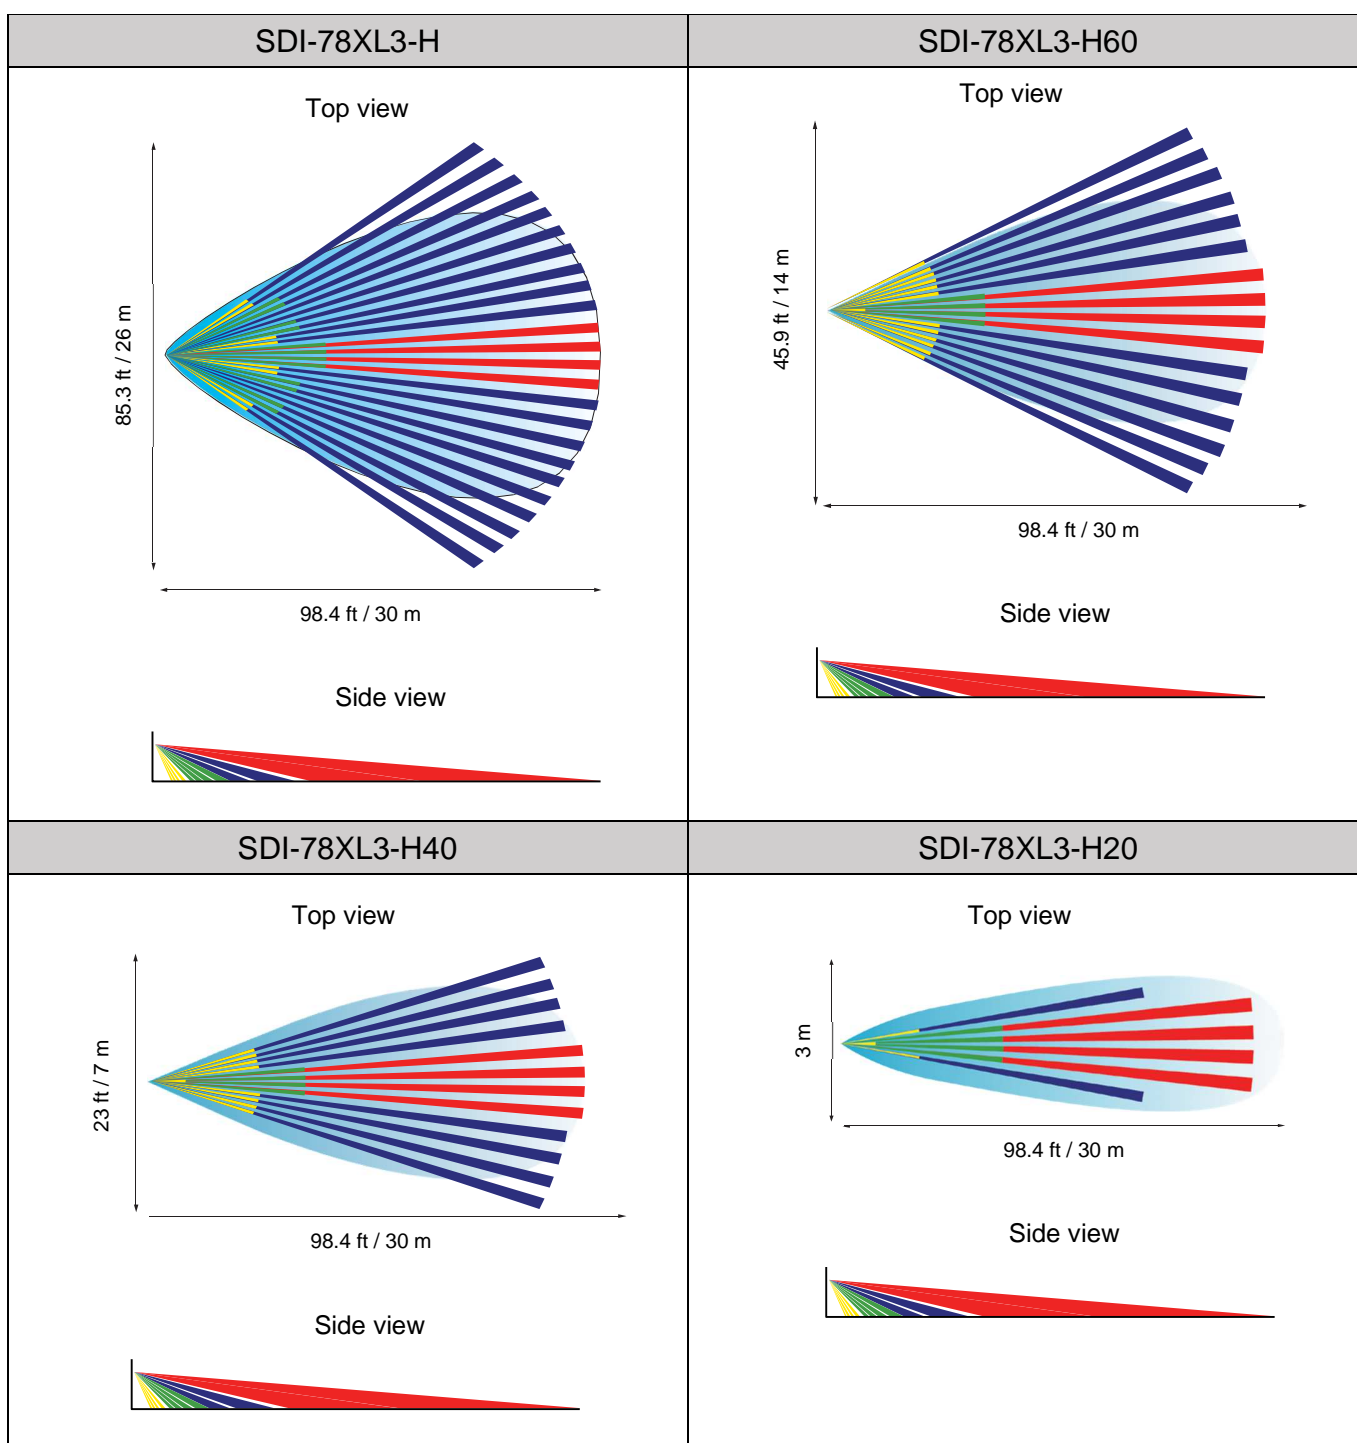 SDI-78XL3-H
SDI-78XL3-H60
Top view
85.3 ft / 26 m
98.4 ft / 30 m
Side view
Top view
45.9 ft / 14 m
98.4 ft / 30 m
Side view
SDI-78XL3-H40
SDI-78XL3-H20
Top view
23 ft / 7 m
98.4 ft / 30 m
Side view
Top view
3 m
98.4 ft / 30 m
Side view